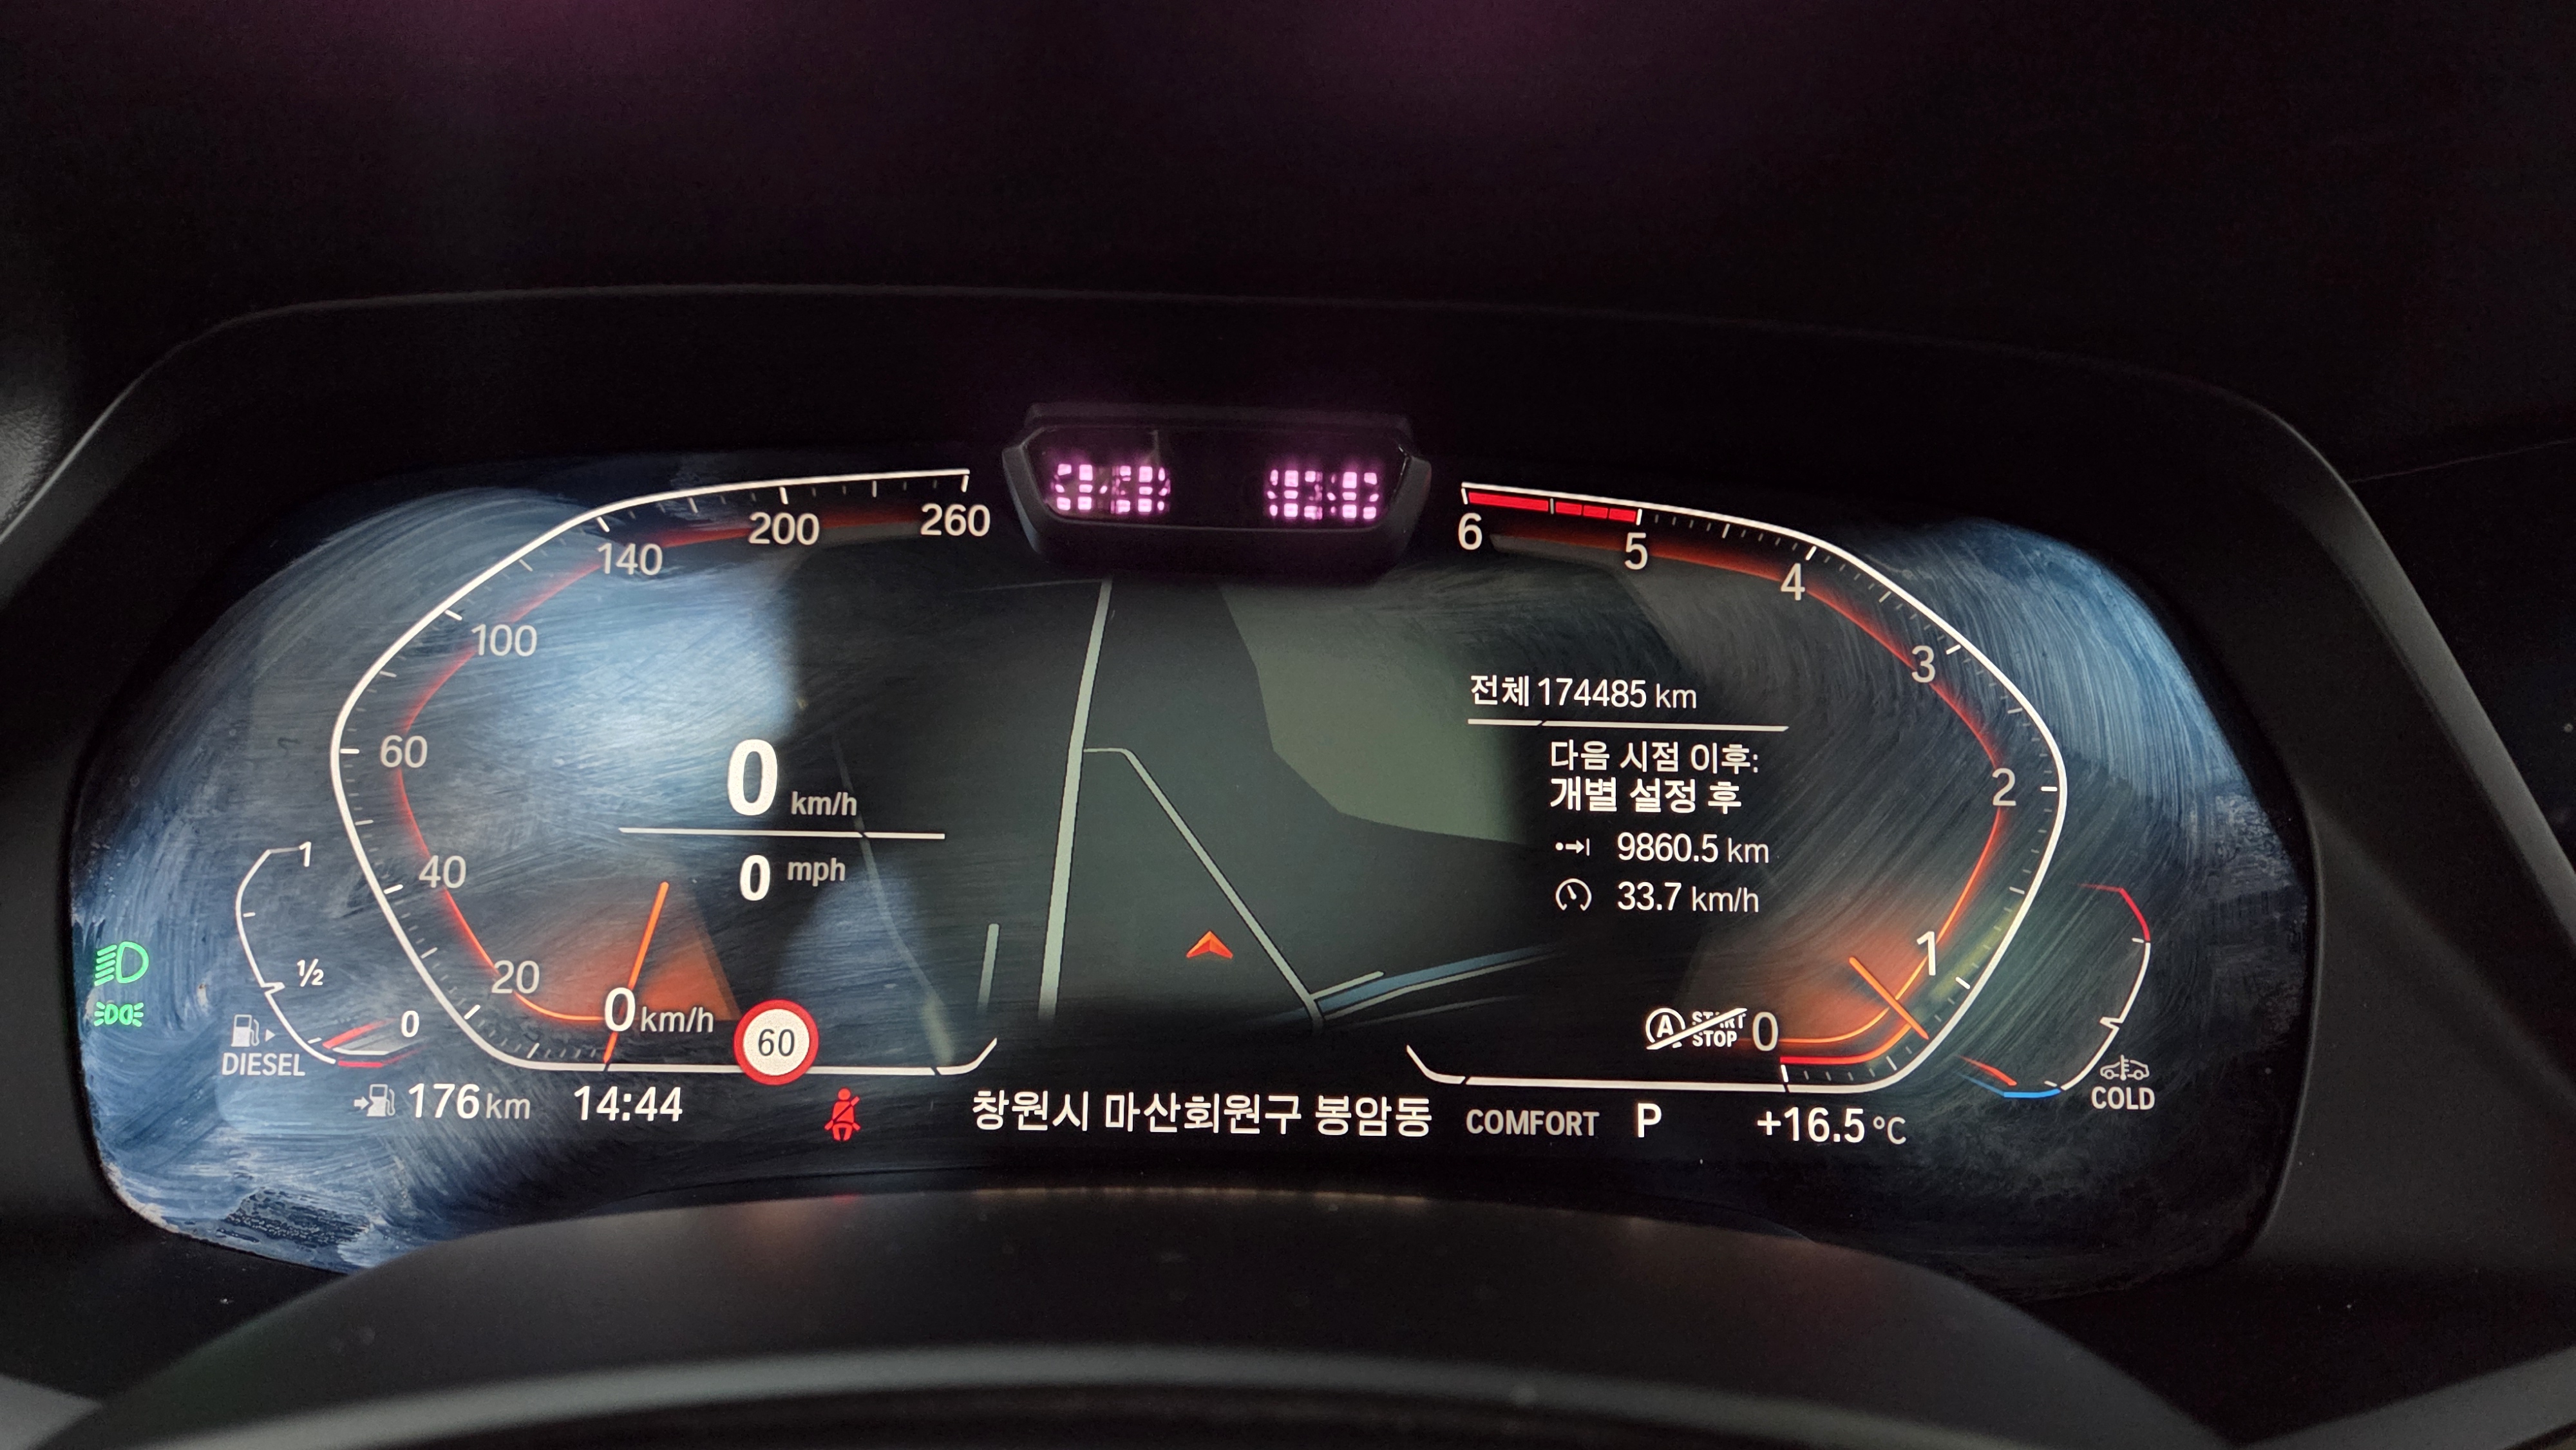 260
200
140
100
60
40
20
0 km/h
0 km/h
0 mph
60
1
1/2
0
DIESEL
176 km
14:44
6
5
4
3
2
1
0
전체 174485 km
다음 시점 이후:
개별 설정 후
9860.5 km
33.7 km/h
A START
STOP
창원시 마산회원구 봉암동
COMFORT P
+16.5 °C
COLD